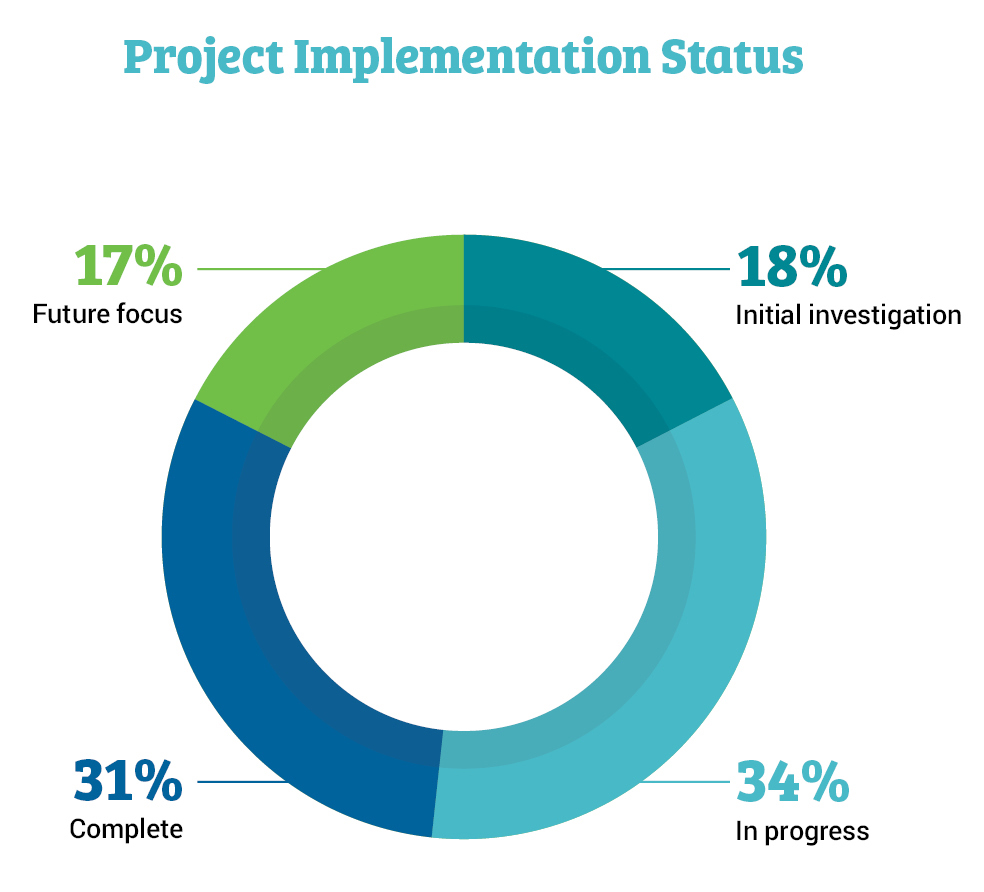 Project Implementation Status
17%
Future focus
18%
Initial investigation
31%
Complete
34%
In progress